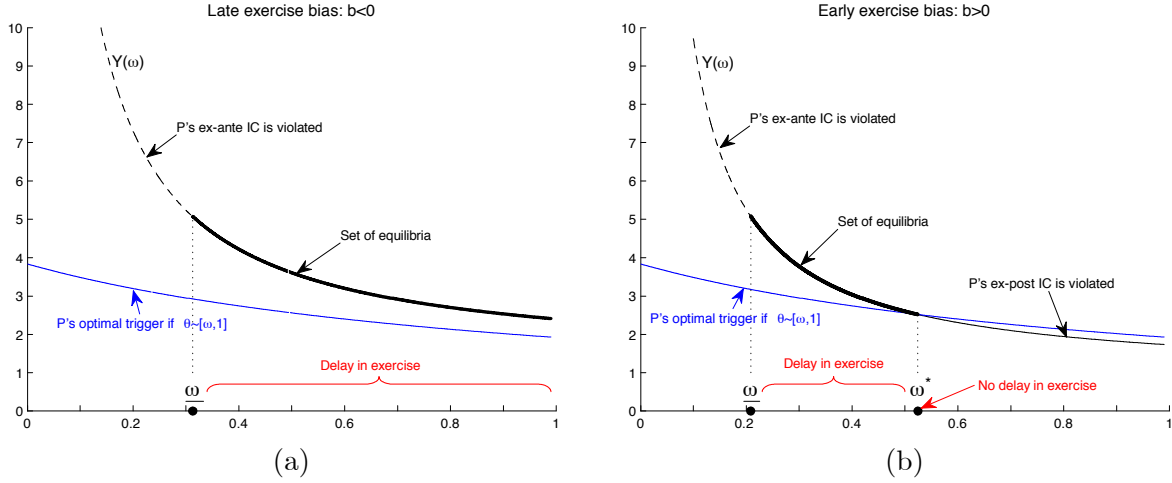 Late exercise bias: b<0
10
9
8
7
6
5
4
3
2
1
0
Y(ω)
P's ex-ante IC is violated
Set of equilibria
P's optimal trigger if θ~[ω,1]
Delay in exercise
ω
0
0.2
0.4
0.6
0.8
1
(a)
Early exercise bias: b>0
10
9
8
7
6
5
4
3
2
1
0
Y(ω)
P's ex-ante IC is violated
Set of equilibria
P's ex-post IC is violated
P's optimal trigger if θ~[ω,1]
Delay in exercise
ω
ω*
No delay in exercise
0
0.2
0.4
0.6
0.8
1
(b)